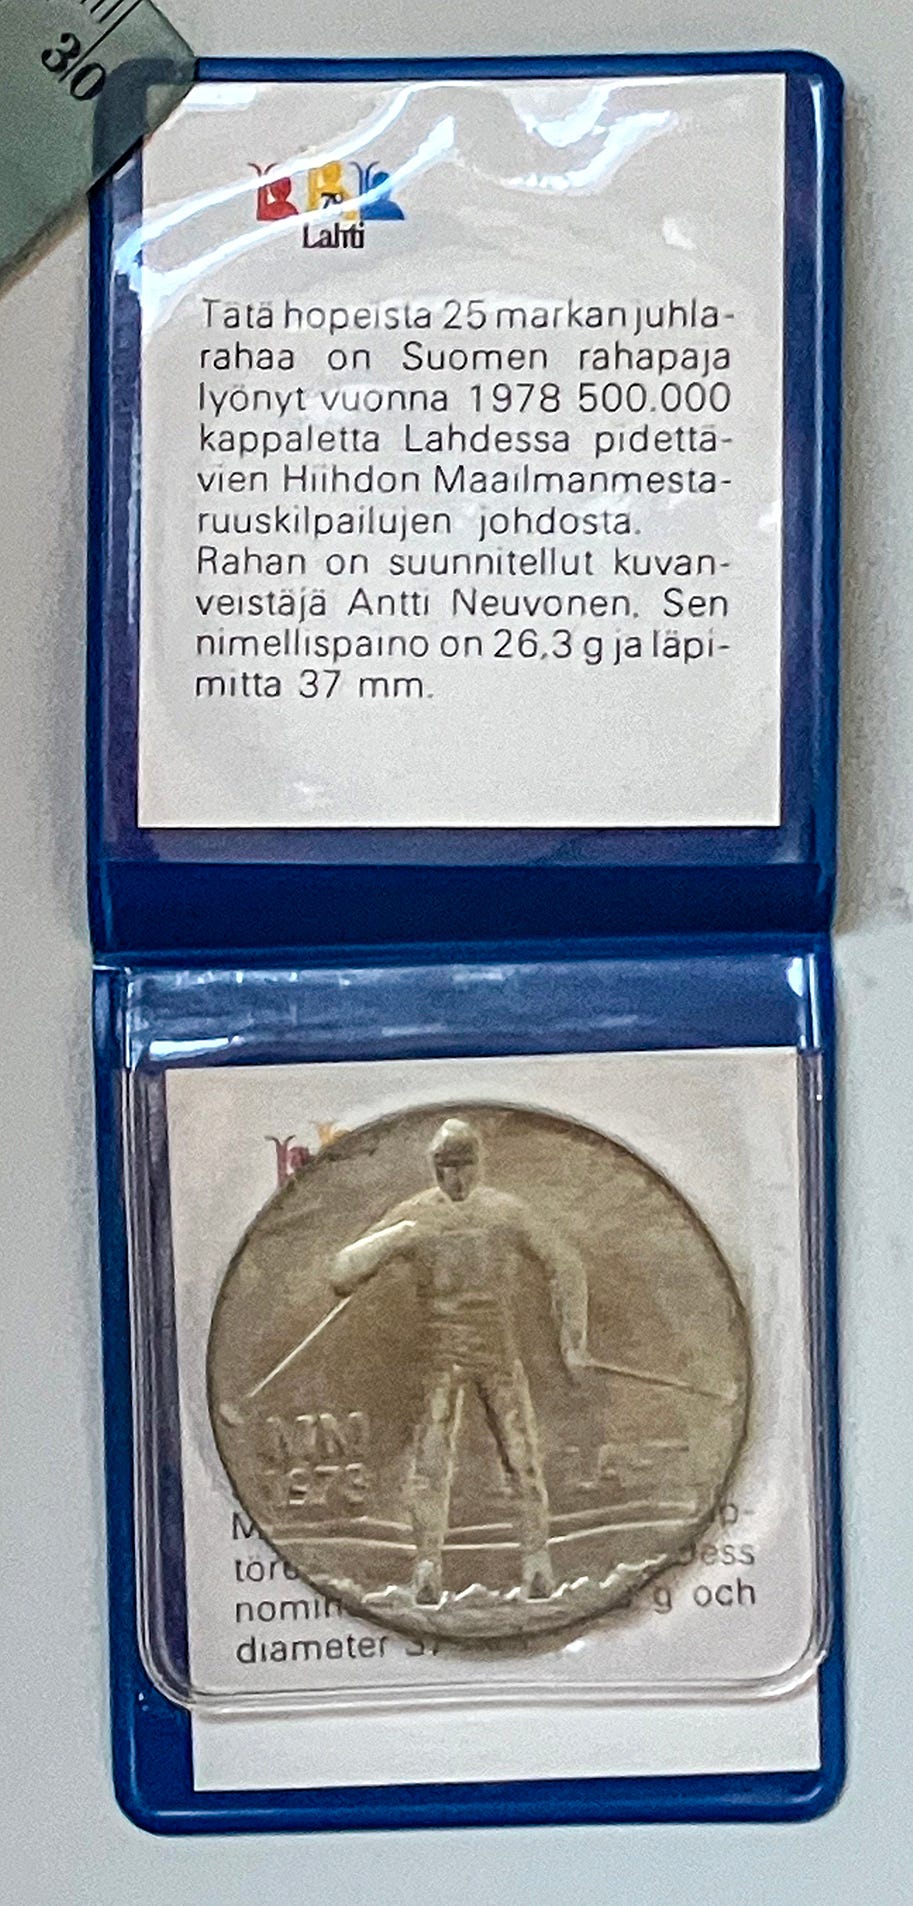 30
78
Lahti
Tätä hopeista 25 markan juhla-
rahaa on Suomen rahapaja
lyönyt vuonna 1978 500.000
kappaletta Lahdessa pidettä-
vien Hiihdon Maailmanmesta-
ruuskilpailujen johdosta.
Rahan on suunnitellut kuvan-
veistäjä Antti Neuvonen. Sen
nimellispaino on 26,3 g ja läpi-
mitta 37 mm.
MM
1978
g och
diameter